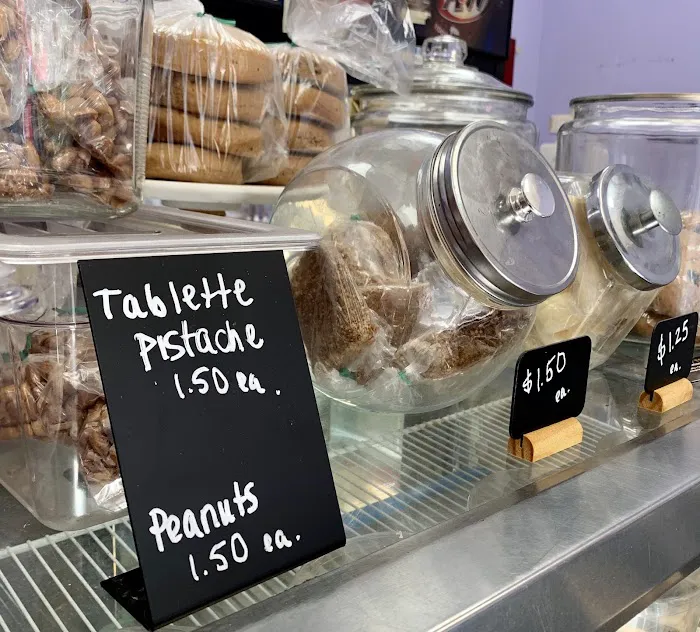 Tablette
pistache
1.50 ea.
Peanuts
1.50 ea.
$1.50
ea.
$1.25
ea.